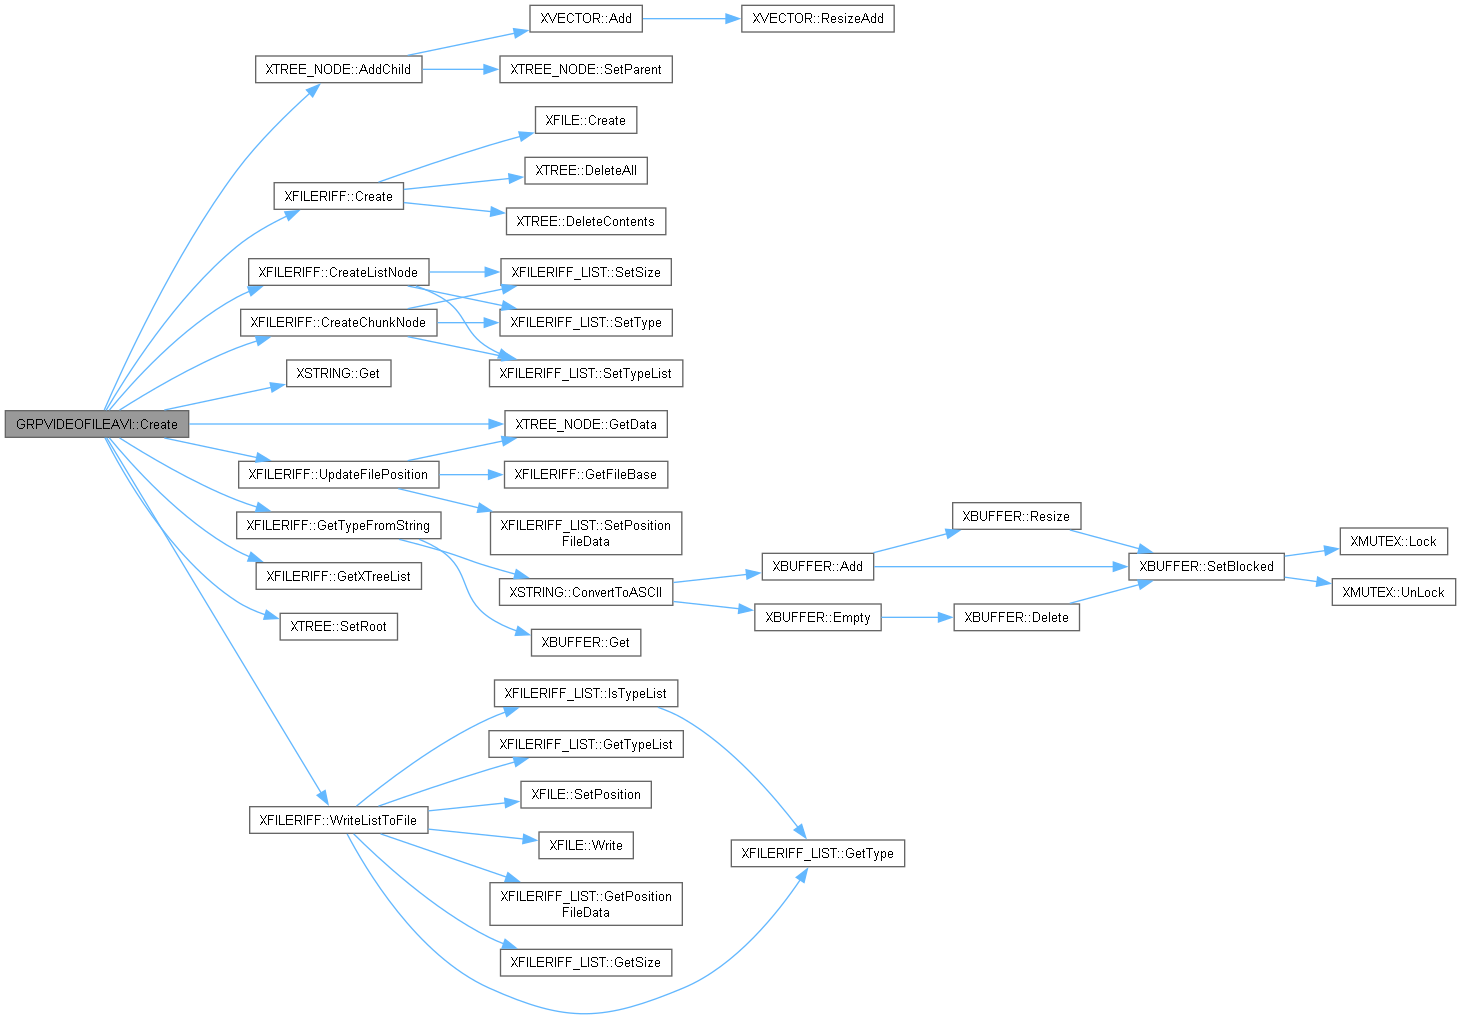 XVECTOR::Add
XVECTOR::ResizeAdd
XTREE_NODE::AddChild
XTREE_NODE::SetParent
XFILE::Create
XTREE::DeleteAll
XFILERIFF::Create
XTREE::DeleteContents
XFILERIFF::CreateListNode
XFILERIFF_LIST::SetSize
XFILERIFF::CreateChunkNode
XFILERIFF_LIST::SetType
XSTRING::Get
XFILERIFF_LIST::SetTypeList
GRPVIDEOFILEAVI::Create
XTREE_NODE::GetData
XFILERIFF::UpdateFilePosition
XFILERIFF::GetFileBase
XFILERIFF::GetTypeFromString
XFILERIFF_LIST::SetPosition
FileData
XBUFFER::Resize
XMUTEX::Lock
XFILERIFF::GetXTreeList
XSTRING::ConvertToASCII
XBUFFER::Add
XBUFFER::SetBlocked
XMUTEX::UnLock
XTREE::SetRoot
XBUFFER::Empty
XBUFFER::Delete
XBUFFER::Get
XFILERIFF_LIST::IsTypeList
XFILERIFF_LIST::GetTypeList
XFILE::SetPosition
XFILERIFF::WriteListToFile
XFILE::Write
XFILERIFF_LIST::GetType
XFILERIFF_LIST::GetPosition
FileData
XFILERIFF_LIST::GetSize